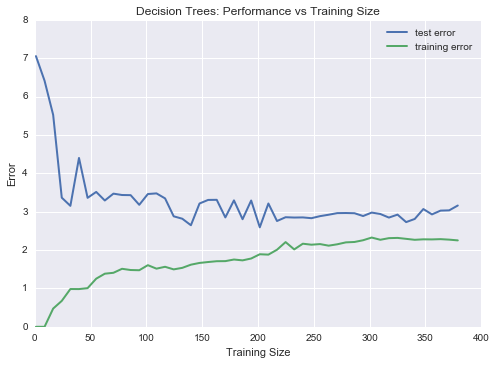 Decision Trees: Performance vs Training Size
8
7
6
5
4
3
2
1
0
Error
test error
training error
0 50 100 150 200 250 300 350 400
Training Size